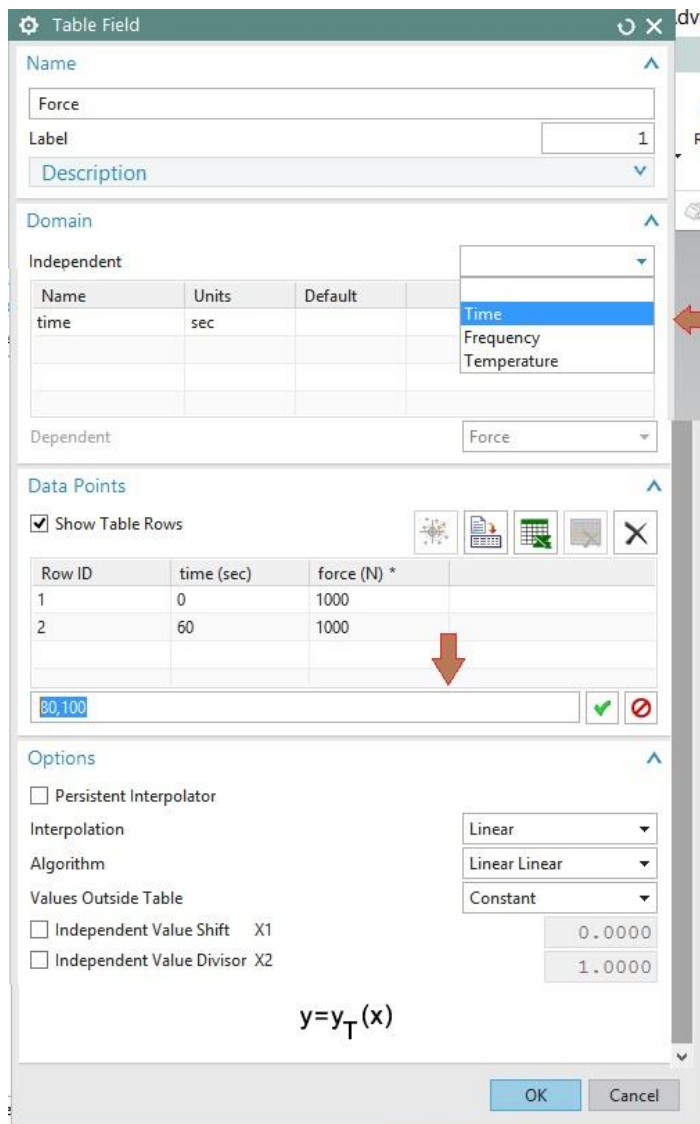 Table Field
dv
Name
Force
Label 1
Description
Domain
Independent
Name Units Default
time sec
Time
Frequency
Temperature
Dependent Force
Data Points
Show Table Rows
Row ID time (sec) force (N) *
1 0 1000
2 60 1000
80,100
Options
Persistent Interpolator
Interpolation Linear
Algorithm Linear Linear
Values Outside Table Constant
Independent Value Shift X1 0.0000
Independent Value Divisor X2 1.0000
y=yT(x)
OK Cancel